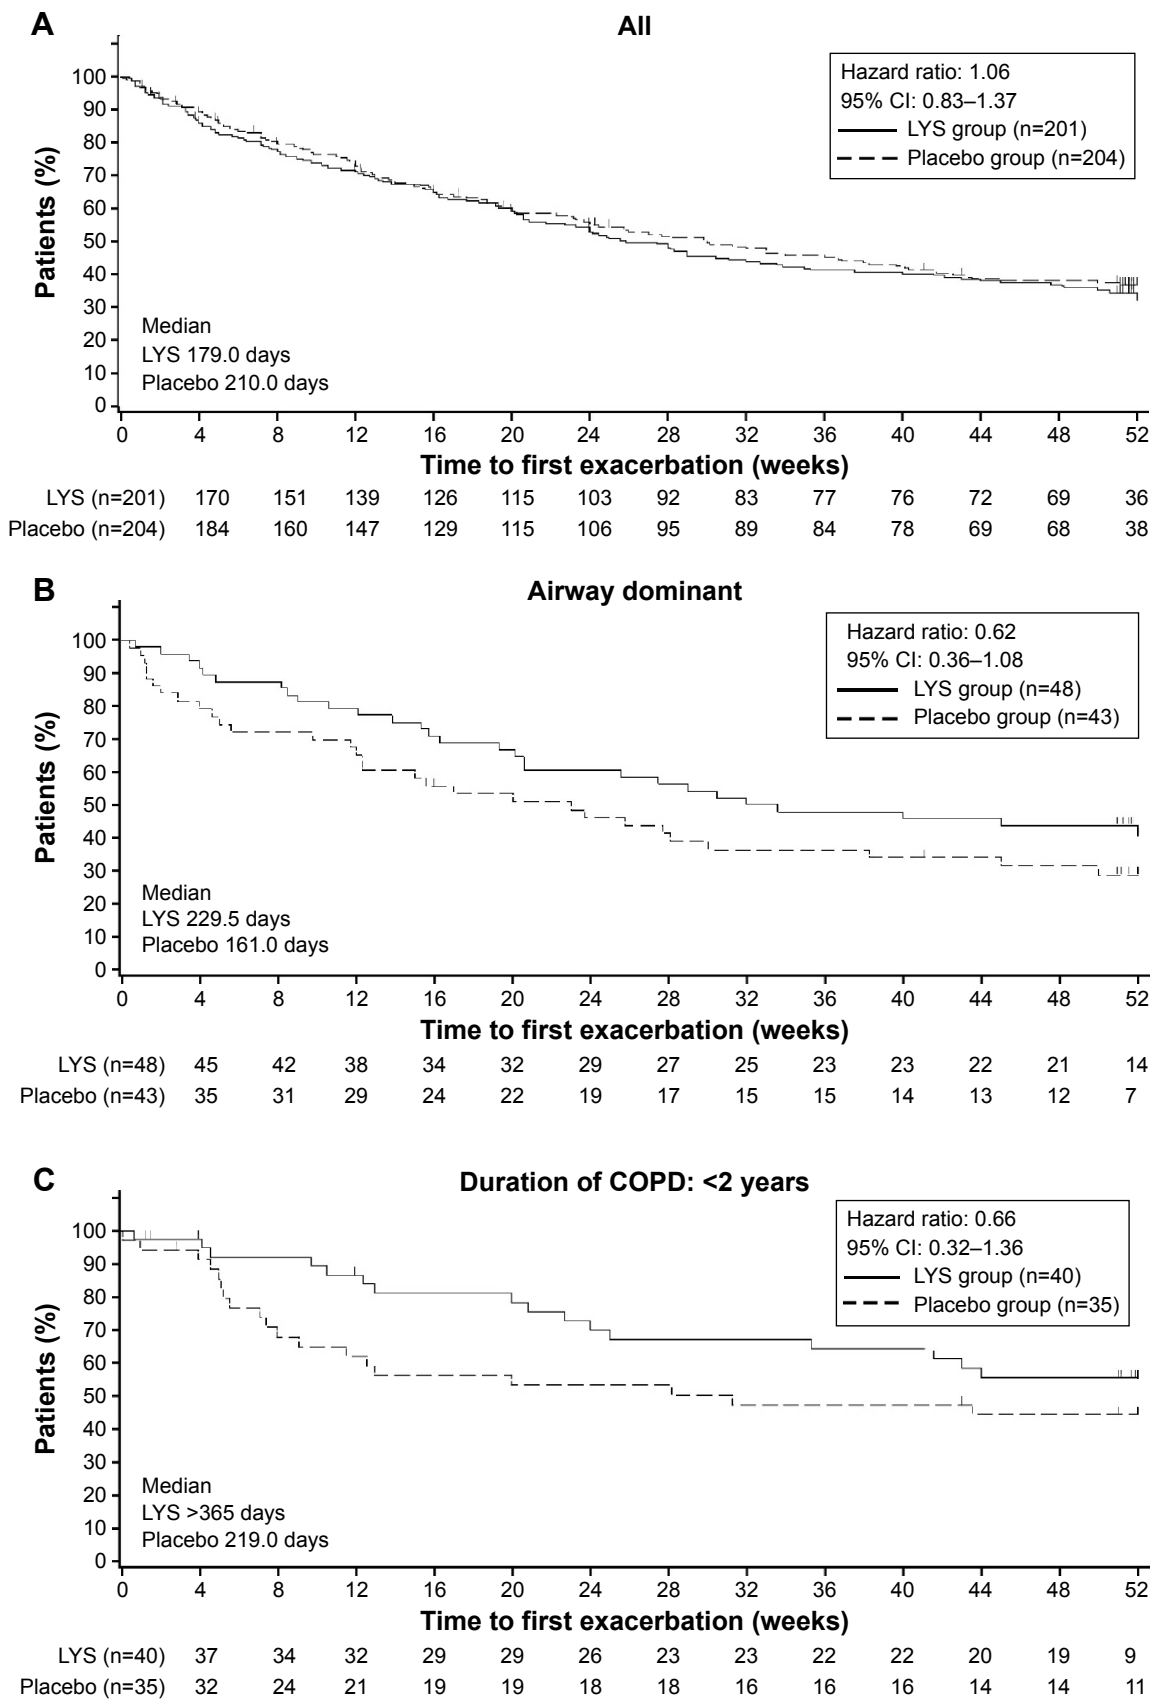 A
All
Hazard ratio: 1.06
95% CI: 0.83–1.37
LYS group (n=201)
Placebo group (n=204)
Patients (%)
100
90
80
70
60
50
40
30
20
10
0
Median
LYS 179.0 days
Placebo 210.0 days
0 4 8 12 16 20 24 28 32 36 40 44 48 52
Time to first exacerbation (weeks)
LYS (n=201) 170 151 139 126 115 103 92 83 77 76 72 69 36
Placebo (n=204) 184 160 147 129 115 106 95 89 84 78 69 68 38
B
Airway dominant
Hazard ratio: 0.62
95% CI: 0.36–1.08
LYS group (n=48)
Placebo group (n=43)
Patients (%)
100
90
80
70
60
50
40
30
20
10
0
Median
LYS 229.5 days
Placebo 161.0 days
0 4 8 12 16 20 24 28 32 36 40 44 48 52
Time to first exacerbation (weeks)
LYS (n=48) 45 42 38 34 32 29 27 25 23 23 22 21 14
Placebo (n=43) 35 31 29 24 22 19 17 15 15 14 13 12 7
C
Duration of COPD: <2 years
Hazard ratio: 0.66
95% CI: 0.32–1.36
LYS group (n=40)
Placebo group (n=35)
Patients (%)
100
90
80
70
60
50
40
30
20
10
0
Median
LYS >365 days
Placebo 219.0 days
0 4 8 12 16 20 24 28 32 36 40 44 48 52
Time to first exacerbation (weeks)
LYS (n=40) 37 34 32 29 29 26 23 23 22 22 20 19 9
Placebo (n=35) 32 24 21 19 19 18 18 16 16 16 14 14 11